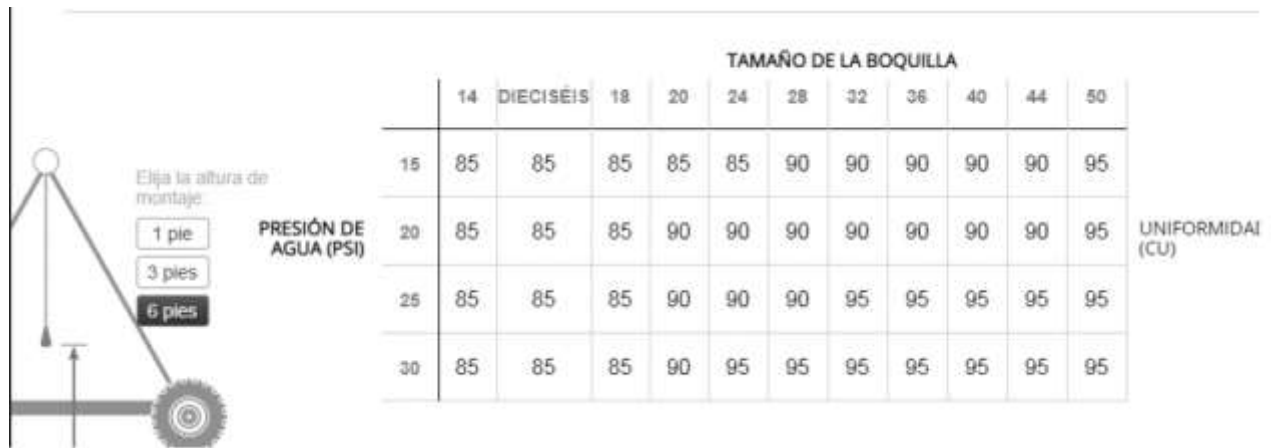 TAMAÑO DE LA BOQUILLA
14 DIECISÉIS 18 20 24 28 32 36 40 44 50
15 85 85 85 85 85 90 90 90 90 90 95
Elija la altura de
montaje:
1 pie
PRESIÓN DE
AGUA (PSI)
20 85 85 85 90 90 90 90 90 90 90 95
UNIFORMIDAD
(CU)
3 pies
6 pies
25 85 85 85 90 90 90 95 95 95 95 95
30 85 85 85 90 95 95 95 95 95 95 95